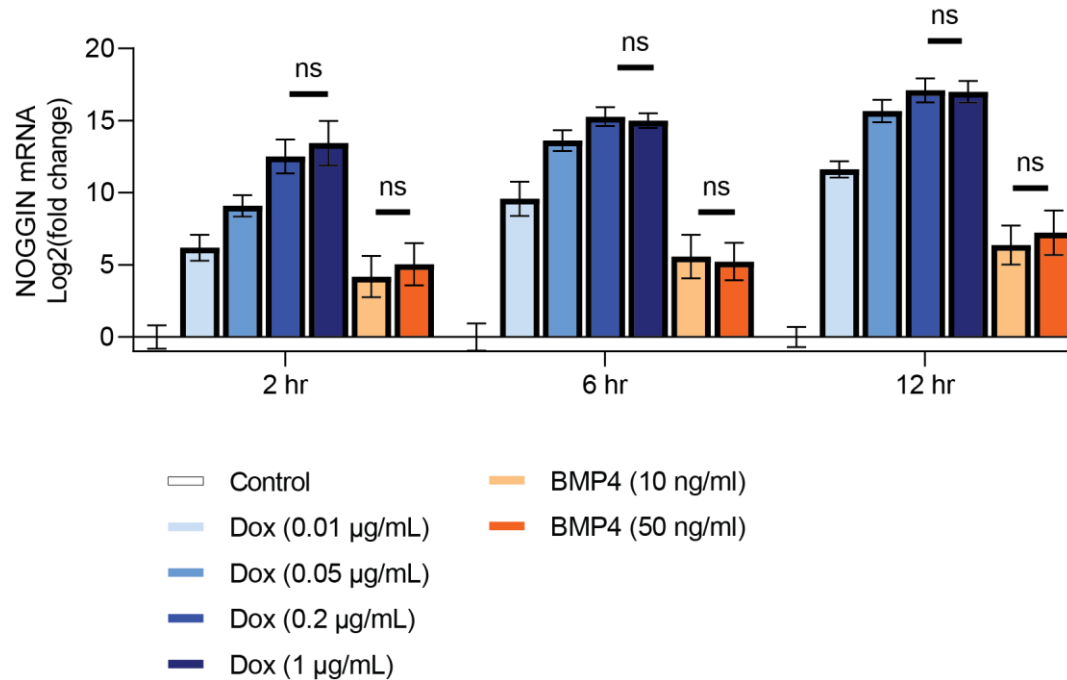 NOGGIN mRNA
Log2(fold change)
20
15
10
5
0
ns
ns
ns
ns
ns
ns
2 hr
6 hr
12 hr
Control
Dox (0.01 µg/mL)
Dox (0.05 µg/mL)
Dox (0.2 µg/mL)
Dox (1 µg/mL)
BMP4 (10 ng/ml)
BMP4 (50 ng/ml)